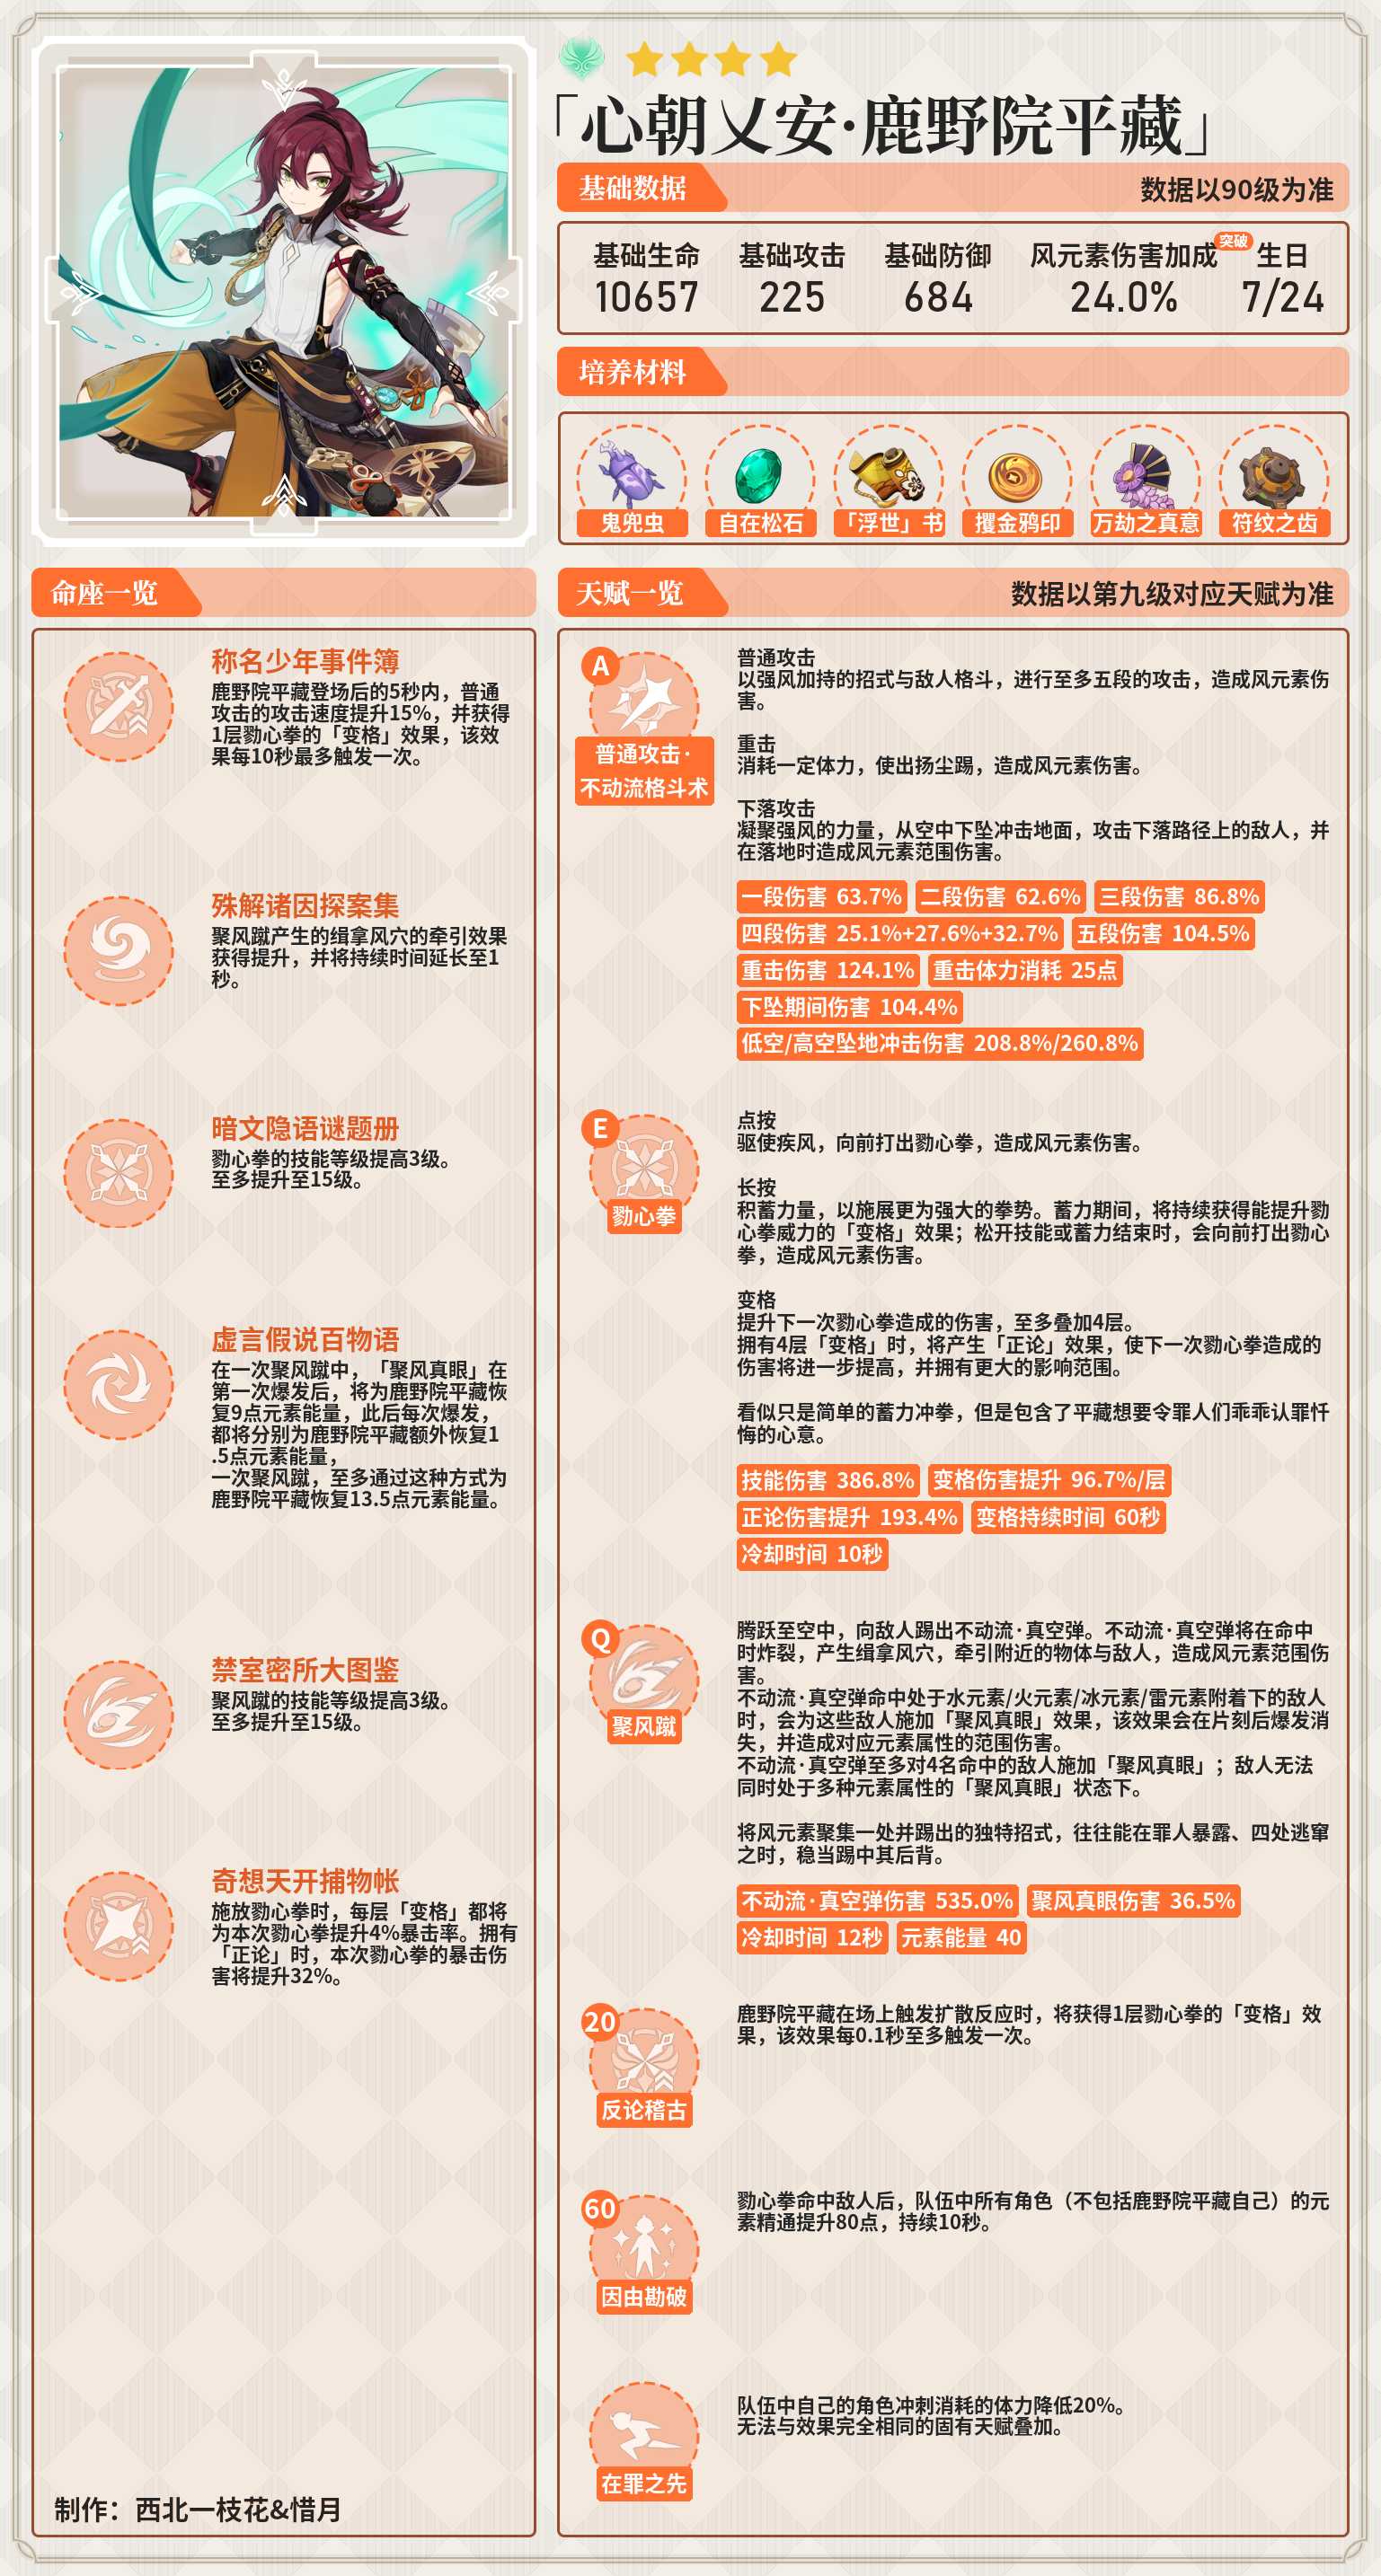 「心朝乂安·鹿野院平藏」
基础数据
数据以90级为准
基础生命 基础攻击 基础防御 风元素伤害加成 突破 生日
10657 225 684 24.0% 7/24
培养材料
鬼兜虫 自在松石 「浮世」书 攫金鸦印 万劫之真意 符纹之齿
命座一览
称名少年事件簿
鹿野院平藏登场后的5秒内，普通
攻击的攻击速度提升15%，并获得
1层勠心拳的「变格」效果，该效
果每10秒最多触发一次。
殊解诸因探案集
聚风蹴产生的缉拿风穴的牵引效果
获得提升，并将持续时间延长至1
秒。
暗文隐语谜题册
勠心拳的技能等级提高3级。
至多提升至15级。
虚言假说百物语
在一次聚风蹴中，「聚风真眼」在
第一次爆发后，将为鹿野院平藏恢
复9点元素能量，此后每次爆发，
都将分别为鹿野院平藏额外恢复1
.5点元素能量，
一次聚风蹴，至多通过这种方式为
鹿野院平藏恢复13.5点元素能量。
禁室密所大图鉴
聚风蹴的技能等级提高3级。
至多提升至15级。
奇想天开捕物帐
施放勠心拳时，每层「变格」都将
为本次勠心拳提升4%暴击率。拥有
「正论」时，本次勠心拳的暴击伤
害将提升32%。
制作：西北一枝花&惜月
天赋一览
数据以第九级对应天赋为准
A
普通攻击·
不动流格斗术
普通攻击
以强风加持的招式与敌人格斗，进行至多五段的攻击，造成风元素伤
害。
重击
消耗一定体力，使出扬尘踢，造成风元素伤害。
下落攻击
凝聚强风的力量，从空中下坠冲击地面，攻击下落路径上的敌人，并
在落地时造成风元素范围伤害。
一段伤害 63.7% 二段伤害 62.6% 三段伤害 86.8%
四段伤害 25.1%+27.6%+32.7% 五段伤害 104.5%
重击伤害 124.1% 重击体力消耗 25点
下坠期间伤害 104.4%
低空/高空坠地冲击伤害 208.8%/260.8%
E
勠心拳
点按
驱使疾风，向前打出勠心拳，造成风元素伤害。
长按
积蓄力量，以施展更为强大的拳势。蓄力期间，将持续获得能提升勠
心拳威力的「变格」效果；松开技能或蓄力结束时，会向前打出勠心
拳，造成风元素伤害。
变格
提升下一次勠心拳造成的伤害，至多叠加4层。
拥有4层「变格」时，将产生「正论」效果，使下一次勠心拳造成的
伤害将进一步提高，并拥有更大的影响范围。
看似只是简单的蓄力冲拳，但是包含了平藏想要令罪人们乖乖认罪忏
悔的心意。
技能伤害 386.8% 变格伤害提升 96.7%/层
正论伤害提升 193.4% 变格持续时间 60秒
冷却时间 10秒
Q
聚风蹴
腾跃至空中，向敌人踢出不动流·真空弹。不动流·真空弹将在命中
时炸裂，产生缉拿风穴，牵引附近的物体与敌人，造成风元素范围伤
害。
不动流·真空弹命中处于水元素/火元素/冰元素/雷元素附着下的敌人
时，会为这些敌人施加「聚风真眼」效果，该效果会在片刻后爆发消
失，并造成对应元素属性的范围伤害。
不动流·真空弹至多对4名命中的敌人施加「聚风真眼」；敌人无法
同时处于多种元素属性的「聚风真眼」状态下。
将风元素聚集一处并踢出的独特招式，往往能在罪人暴露、四处逃窜
之时，稳当踢中其后背。
不动流·真空弹伤害 535.0% 聚风真眼伤害 36.5%
冷却时间 12秒 元素能量 40
20
反论稽古
鹿野院平藏在场上触发扩散反应时，将获得1层勠心拳的「变格」效
果，该效果每0.1秒至多触发一次。
60
因由勘破
勠心拳命中敌人后，队伍中所有角色（不包括鹿野院平藏自己）的元
素精通提升80点，持续10秒。
在罪之先
队伍中自己的角色冲刺消耗的体力降低20%。
无法与效果完全相同的固有天赋叠加。